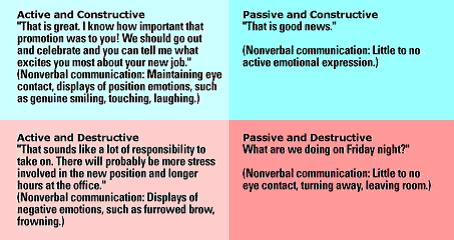 Active and Constructive
"That is great. I know how important that
promotion was to you! We should go out
and celebrate and you can tell me what
excites you most about your new job."
(Nonverbal communication: Maintaining eye
contact, displays of position emotions, such
as genuine smiling, touching, laughing.)
Passive and Constructive
"That is good news."
(Nonverbal communication: Little to no
active emotional expression.)
Active and Destructive
"That sounds like a lot of responsibility to
take on. There will probably be more stress
involved in the new position and longer
hours at the office."
(Nonverbal communication: Displays of
negative emotions, such as furrowed brow,
frowning.)
Passive and Destructive
What are we doing on Friday night?"
(Nonverbal communication: Little to no
eye contact, turning away, leaving room.)